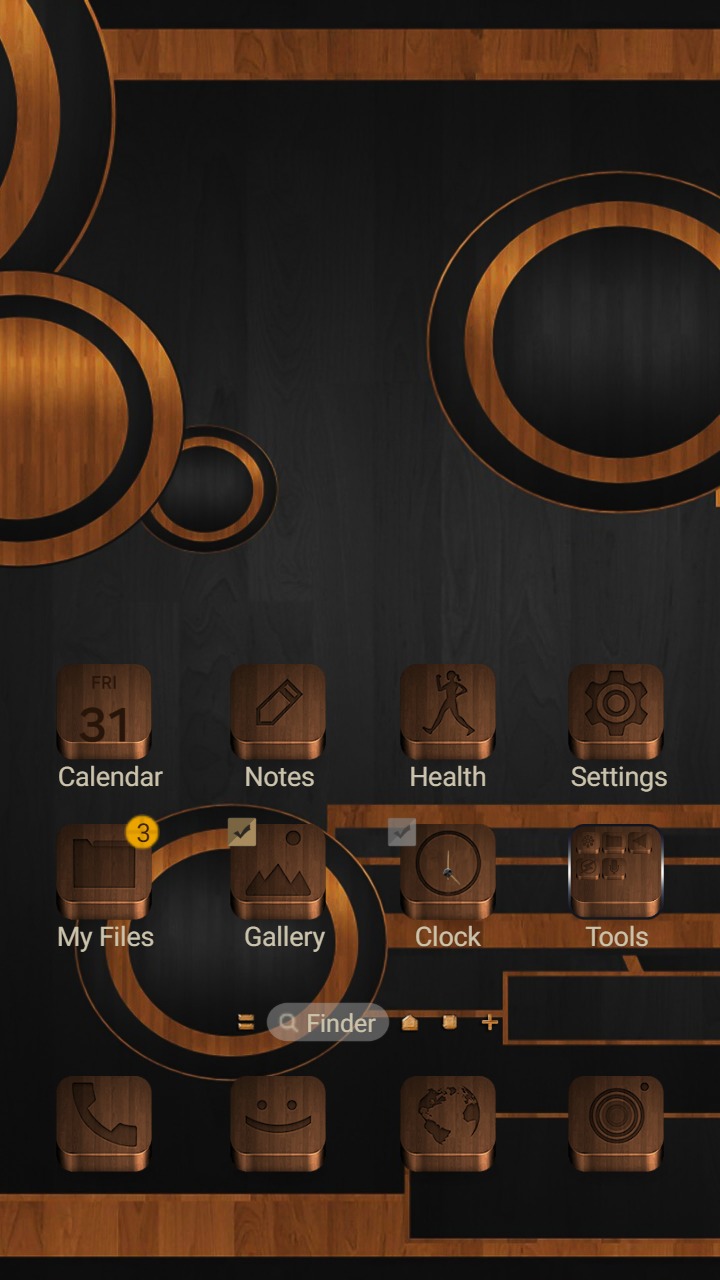 FRI
31
Calendar
Notes
Health
Settings
3
My Files
Gallery
Clock
Tools
Finder